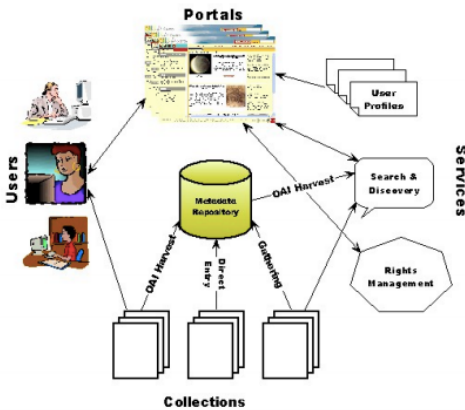 Portals
User
Profiles
Users
Services
Metadata
Repository
OAI Harvest
Search &
Discovery
OAI Harvest
Direct
Entry
Gathering
Rights
Management
Collections